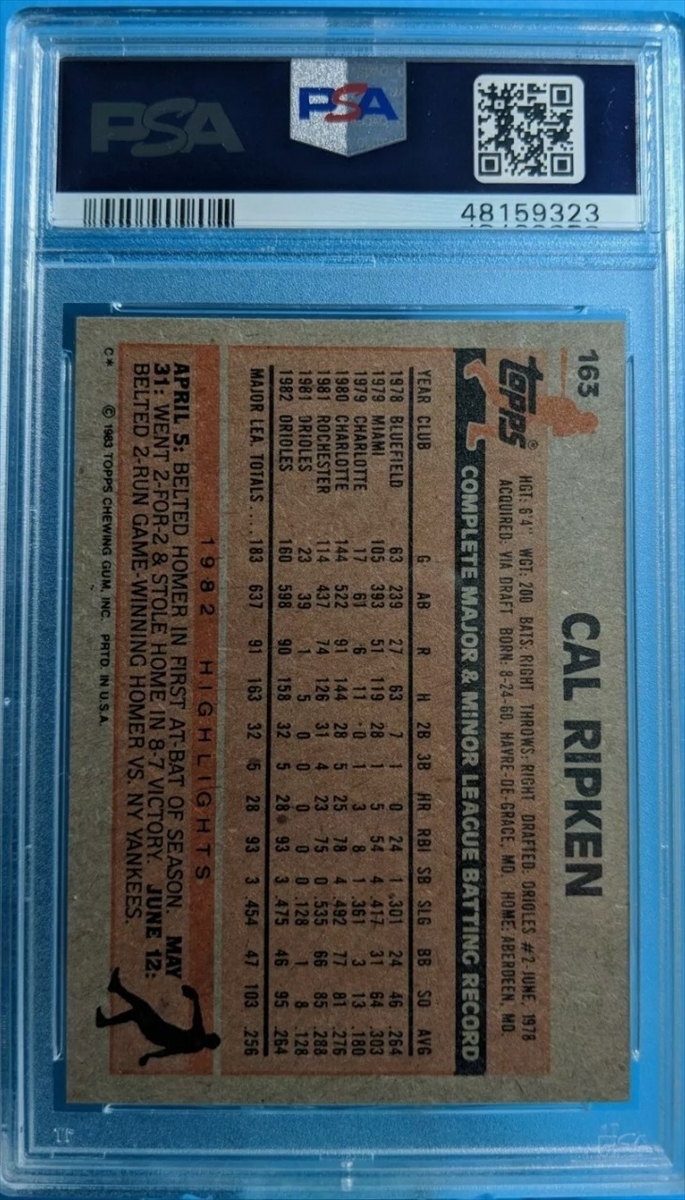 PSA
PSA
48159323
163
CAL RIPKEN
topps®
HGT: 6'4" WGT: 200 BATS: RIGHT THROWS: RIGHT DRAFTED: ORIOLES #2-JUNE, 1978
ACQUIRED: VIA DRAFT BORN: 8-24-60, HAVRE-DE-GRACE, MD. HOME: ABERDEEN, MD.
COMPLETE MAJOR & MINOR LEAGUE BATTING RECORD
YEAR CLUB G AB R H 2B 3B HR RBI SB SLG BB SO AVG
1978 BLUEFIELD 63 239 27 63 7 1 0 24 1 .301 24 46 .264
1979 MIAMI 105 393 51 119 28 1 5 54 4 .417 31 64 .303
1979 CHARLOTTE 17 61 6 11 0 1 3 8 1 .361 3 13 .180
1980 CHARLOTTE 144 522 91 144 28 5 25 78 4 .492 77 81 .276
1981 ROCHESTER 114 437 74 126 31 4 23 75 0 .535 66 85 .288
1981 ORIOLES 23 39 1 5 0 0 0 0 0 .128 1 8 .128
1982 ORIOLES 160 598 90 158 32 5 28 93 3 .475 46 95 .264
MAJOR LEA. TOTALS.... 183 637 91 163 32 5 28 93 3 .454 47 103 .256
1982 HIGHLIGHTS
APRIL 5: BELTED HOMER IN FIRST AT-BAT OF SEASON. MAY
31: WENT 2-FOR-2 & STOLE HOME IN 8-7 VICTORY. JUNE 12:
BELTED 2-RUN GAME-WINNING HOMER VS. NY YANKEES.
C* © 1983 TOPPS CHEWING GUM, INC. PRTD. IN U.S.A.
PSA